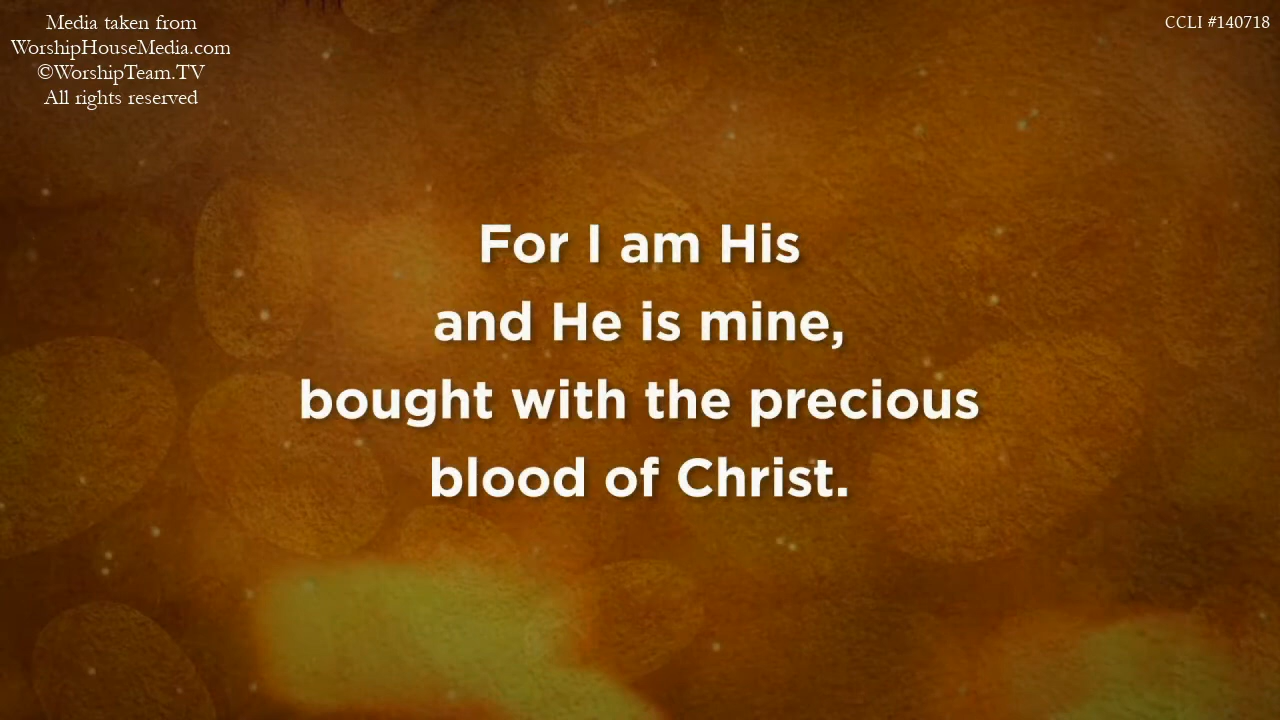 Media taken from
WorshipHouseMedia.com
©WorshipTeam.TV
All rights reserved
CCLI #140718
For I am His
and He is mine,
bought with the precious
blood of Christ.